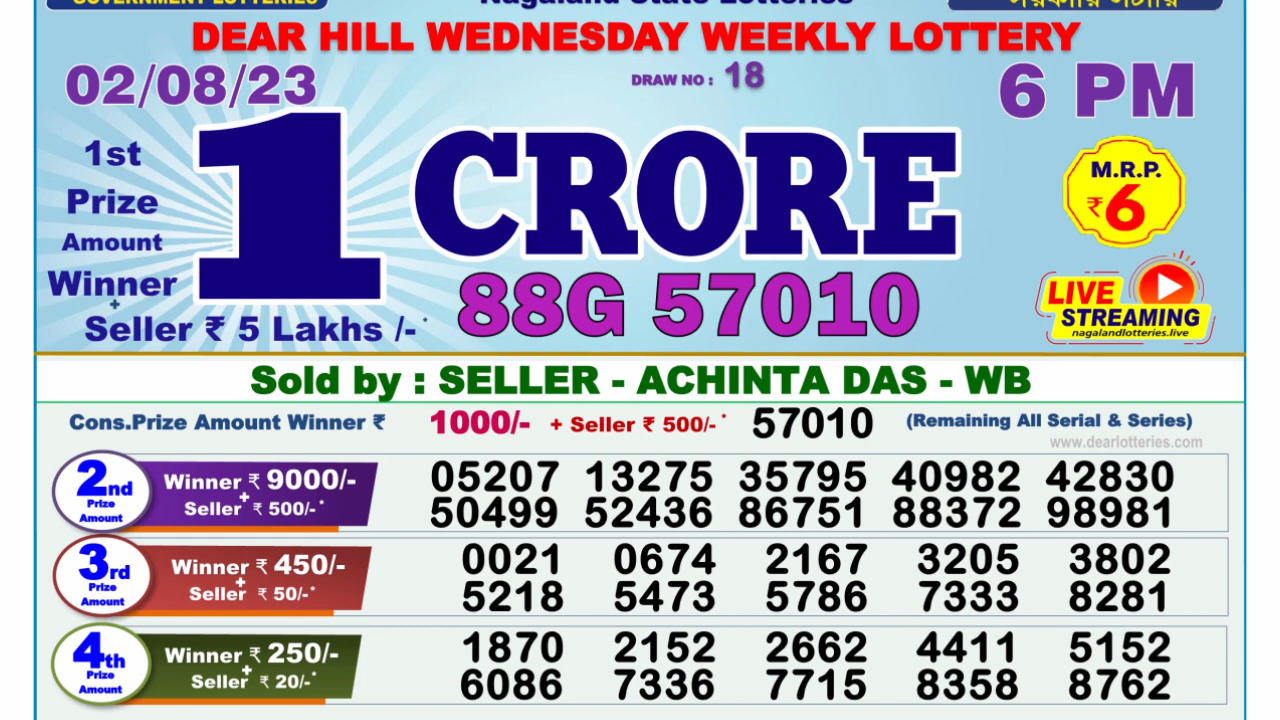 GOVERNMENT LOTTERIES
Nagaland State Lotteries
DEAR HILL WEDNESDAY WEEKLY LOTTERY
02/08/23
DRAW NO : 18
6 PM
1st
Prize
Amount
Winner
+
Seller ₹ 5 Lakhs /- *
1 CRORE
88G 57010
M.R.P.
₹ 6
LIVE
STREAMING
nagalandlotteries.live
Sold by : SELLER - ACHINTA DAS - WB
Cons.Prize Amount Winner ₹ 1000/- + Seller ₹ 500/- * 57010 (Remaining All Serial & Series)
www.dearlotteries.com
2nd
Prize
Amount
Winner ₹ 9000/-
+
Seller ₹ 500/- *
05207 13275 35795 40982 42830
50499 52436 86751 88372 98981
3rd
Prize
Amount
Winner ₹ 450/-
+
Seller ₹ 50/- *
0021 0674 2167 3205 3802
5218 5473 5786 7333 8281
4th
Prize
Amount
Winner ₹ 250/-
+
Seller ₹ 20/- *
1870 2152 2662 4411 5152
6086 7336 7715 8358 8762